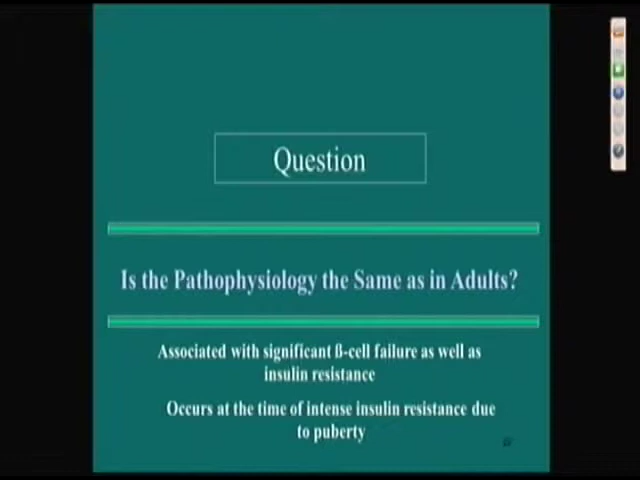 Question
Is the Pathophysiology the Same as in Adults?
Associated with significant ß-cell failure as well as
insulin resistance
Occurs at the time of intense insulin resistance due
to puberty